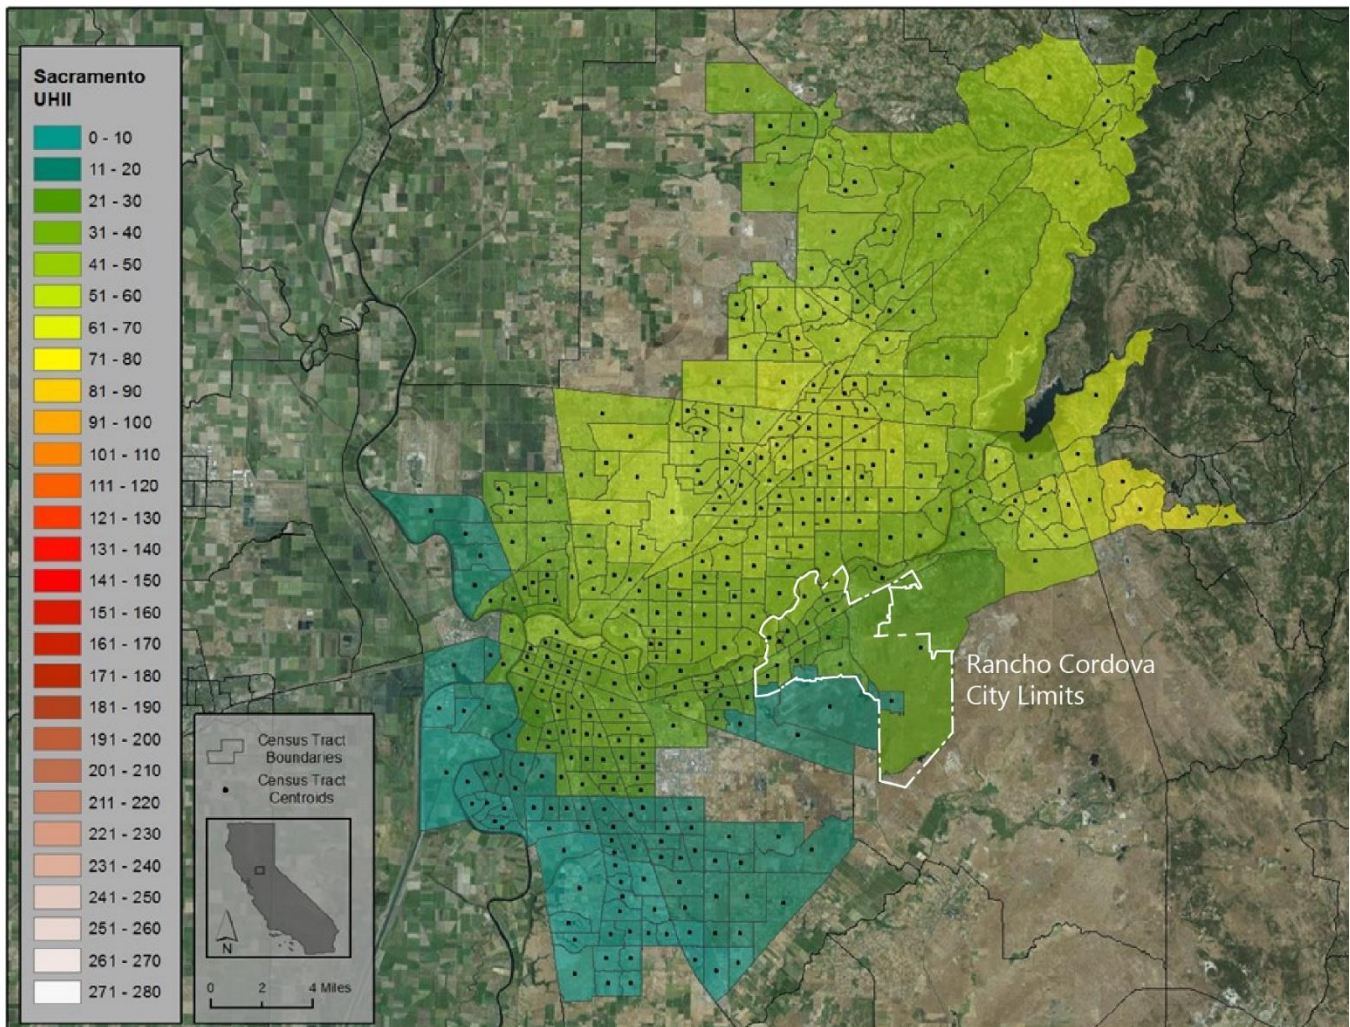 Sacramento
UHII
0 - 10
11 - 20
21 - 30
31 - 40
41 - 50
51 - 60
61 - 70
71 - 80
81 - 90
91 - 100
101 - 110
111 - 120
121 - 130
131 - 140
141 - 150
151 - 160
161 - 170
171 - 180
181 - 190
191 - 200
201 - 210
211 - 220
221 - 230
231 - 240
241 - 250
251 - 260
261 - 270
271 - 280
Census Tract
Boundaries
Census Tract
Centroids
N
0 2 4 Miles
Rancho Cordova
City Limits